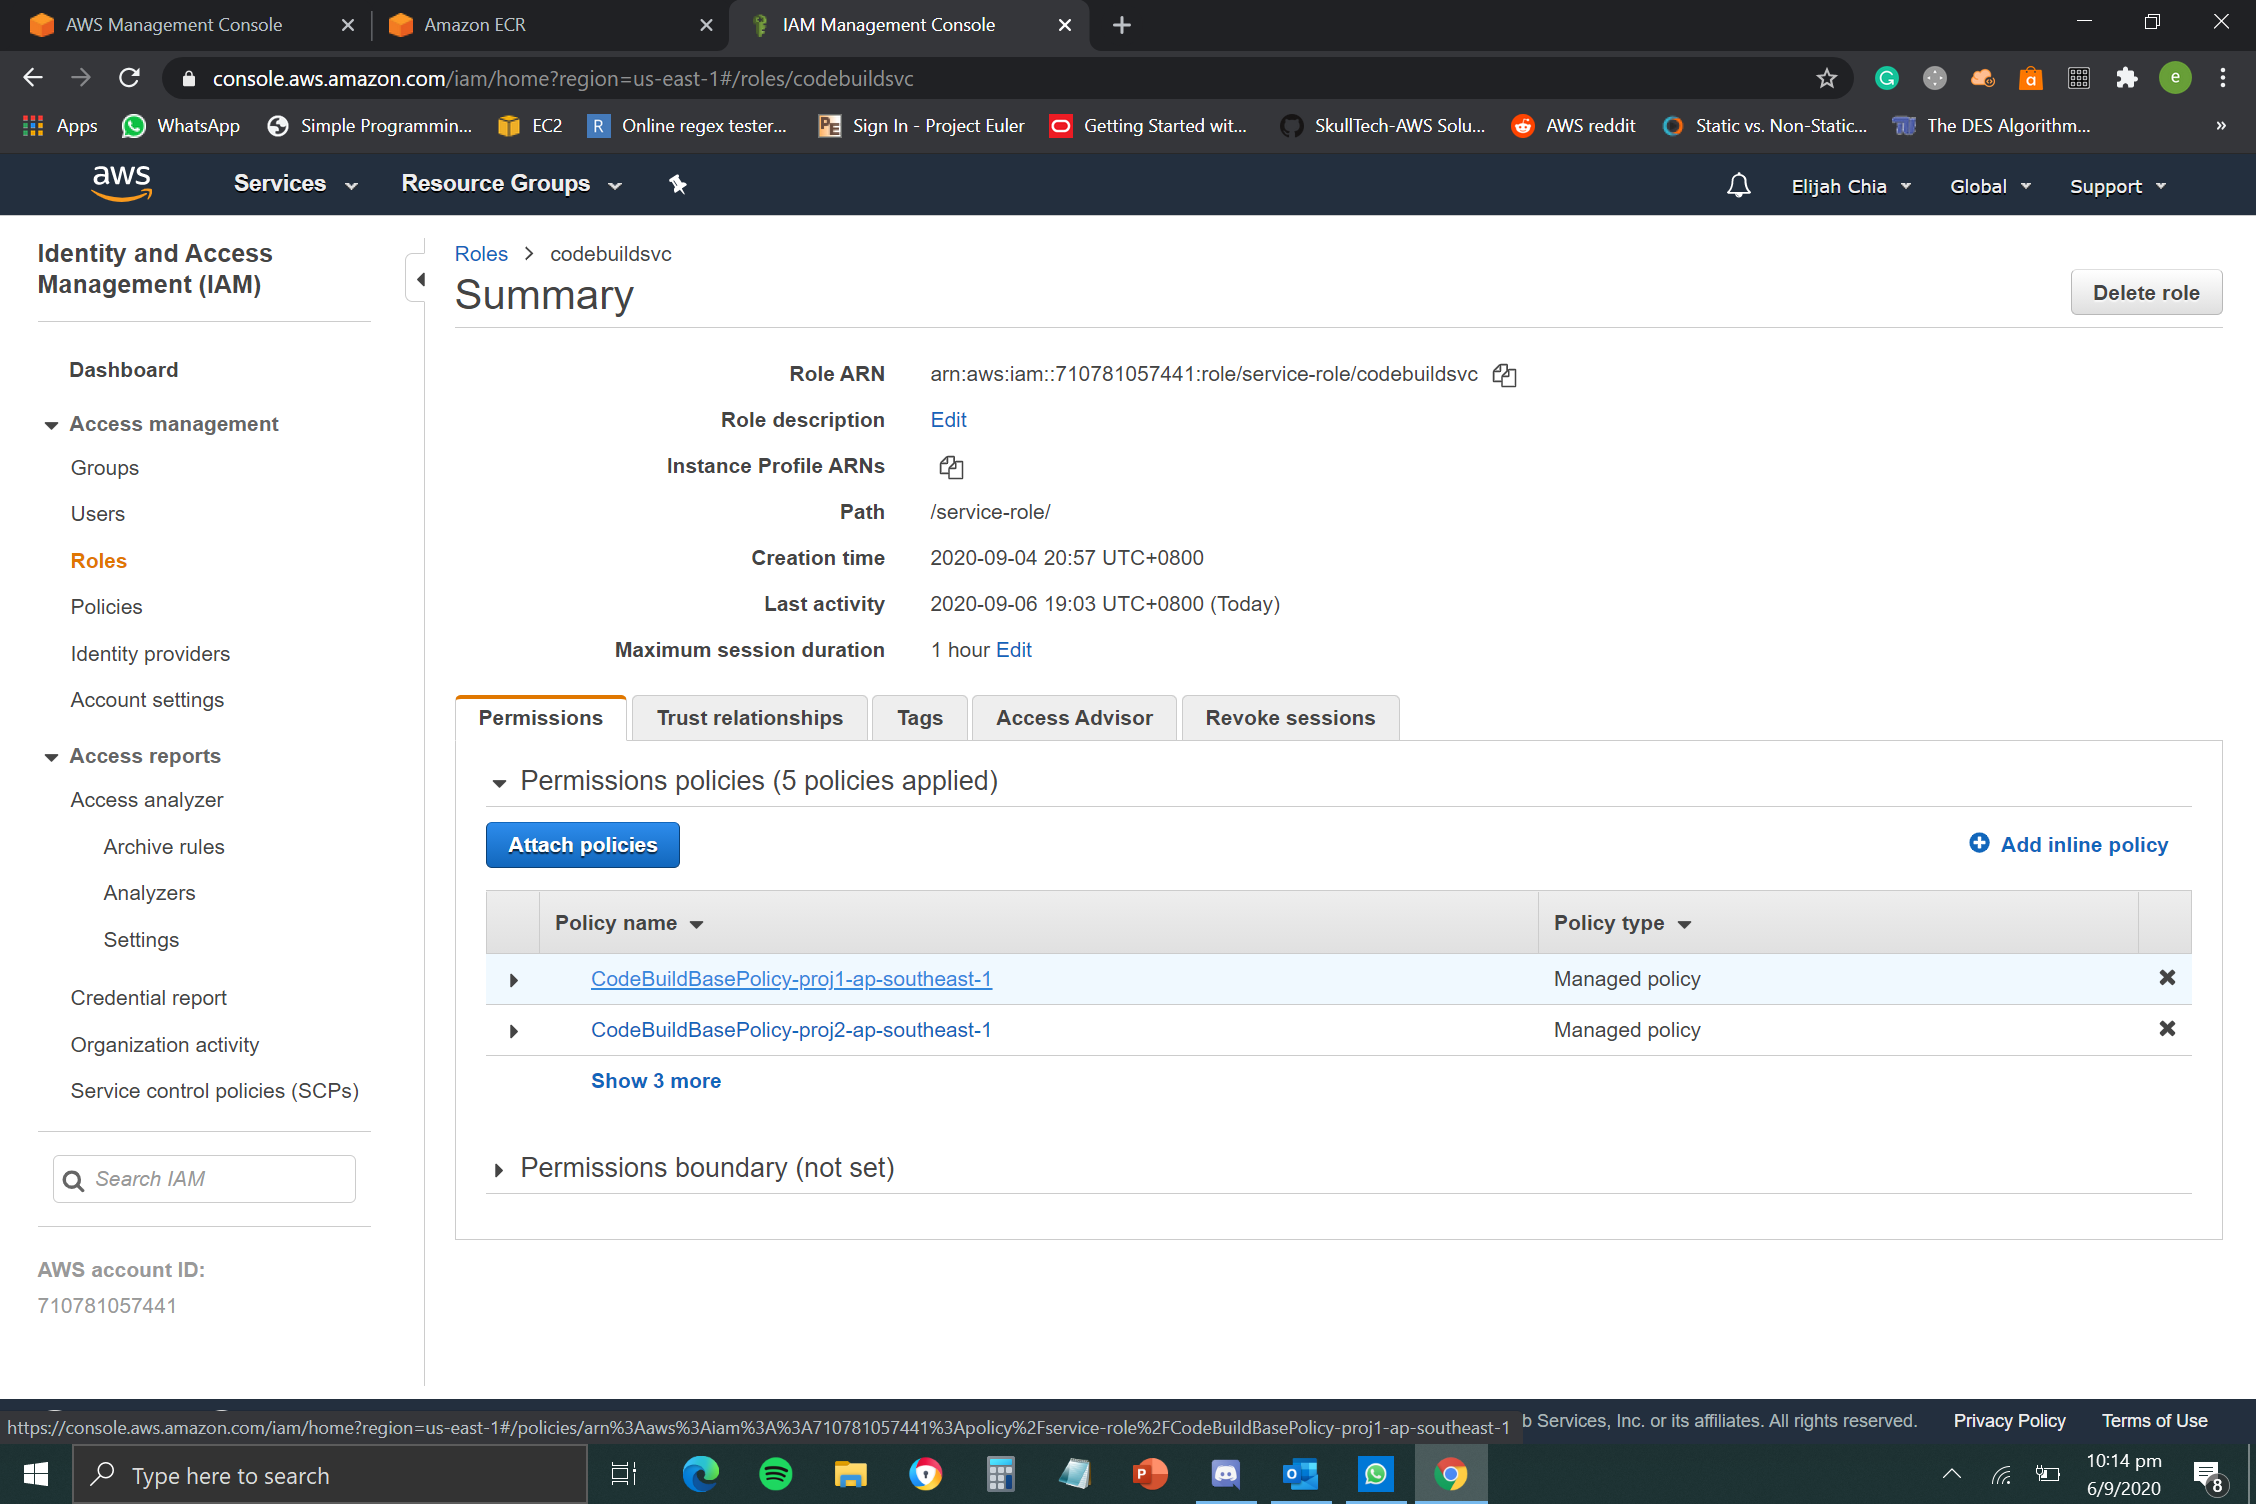 AWS Management Console
Amazon ECR
IAM Management Console
console.aws.amazon.com/iam/home?region=us-east-1#/roles/codebuildsvc
e
Apps
WhatsApp
Simple Programmin...
EC2
R
Online regex tester...
PE
Sign In - Project Euler
Getting Started wit...
SkullTech-AWS Solu...
AWS reddit
Static vs. Non-Static...
The DES Algorithm...
»
aws
Services
Resource Groups
Elijah Chia
Global
Support
Identity and Access
Management (IAM)
Dashboard
Access management
Groups
Users
Roles
Policies
Identity providers
Account settings
Access reports
Access analyzer
Archive rules
Analyzers
Settings
Credential report
Organization activity
Service control policies (SCPs)
Search IAM
AWS account ID:
710781057441
Roles > codebuildsvc
Summary
Delete role
Role ARN arn:aws:iam::710781057441:role/service-role/codebuildsvc
Role description Edit
Instance Profile ARNs
Path /service-role/
Creation time 2020-09-04 20:57 UTC+0800
Last activity 2020-09-06 19:03 UTC+0800 (Today)
Maximum session duration 1 hour Edit
Permissions
Trust relationships
Tags
Access Advisor
Revoke sessions
Permissions policies (5 policies applied)
Attach policies
Add inline policy
Policy name
Policy type
CodeBuildBasePolicy-proj1-ap-southeast-1 Managed policy
CodeBuildBasePolicy-proj2-ap-southeast-1 Managed policy
Show 3 more
Permissions boundary (not set)
https://console.aws.amazon.com/iam/home?region=us-east-1#/policies/arn%3Aaws%3Aiam%3A%3A710781057441%3Apolicy%2Fservice-role%2FCodeBuildBasePolicy-proj1-ap-southeast-1
b Services, Inc. or its affiliates. All rights reserved.
Privacy Policy
Terms of Use
Type here to search
10:14 pm
6/9/2020
8